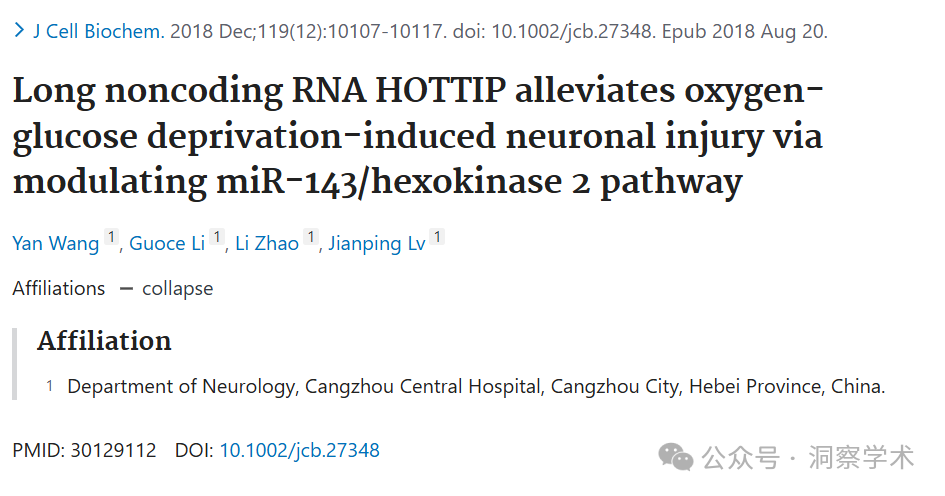 J Cell Biochem. 2018 Dec;119(12):10107-10117. doi: 10.1002/jcb.27348. Epub 2018 Aug 20.
Long noncoding RNA HOTTIP alleviates oxygen-
glucose deprivation-induced neuronal injury via
modulating miR-143/hexokinase 2 pathway
Yan Wang 1, Guoce Li 1, Li Zhao 1, Jianping Lv 1
Affiliations — collapse
Affiliation
1 Department of Neurology, Cangzhou Central Hospital, Cangzhou City, Hebei Province, China.
PMID: 30129112 DOI: 10.1002/jcb.27348
公众号 · 洞察学术